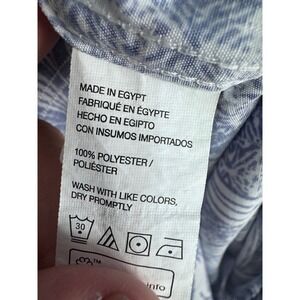 MADE IN EGYPT
FABRIQUÉ EN ÉGYPTE
HECHO EN EGIPTO
CON INSUMOS IMPORTADOS
100% POLYESTER /
POLIÉSTER
WASH WITH LIKE COLORS,
DRY PROMPTLY
30